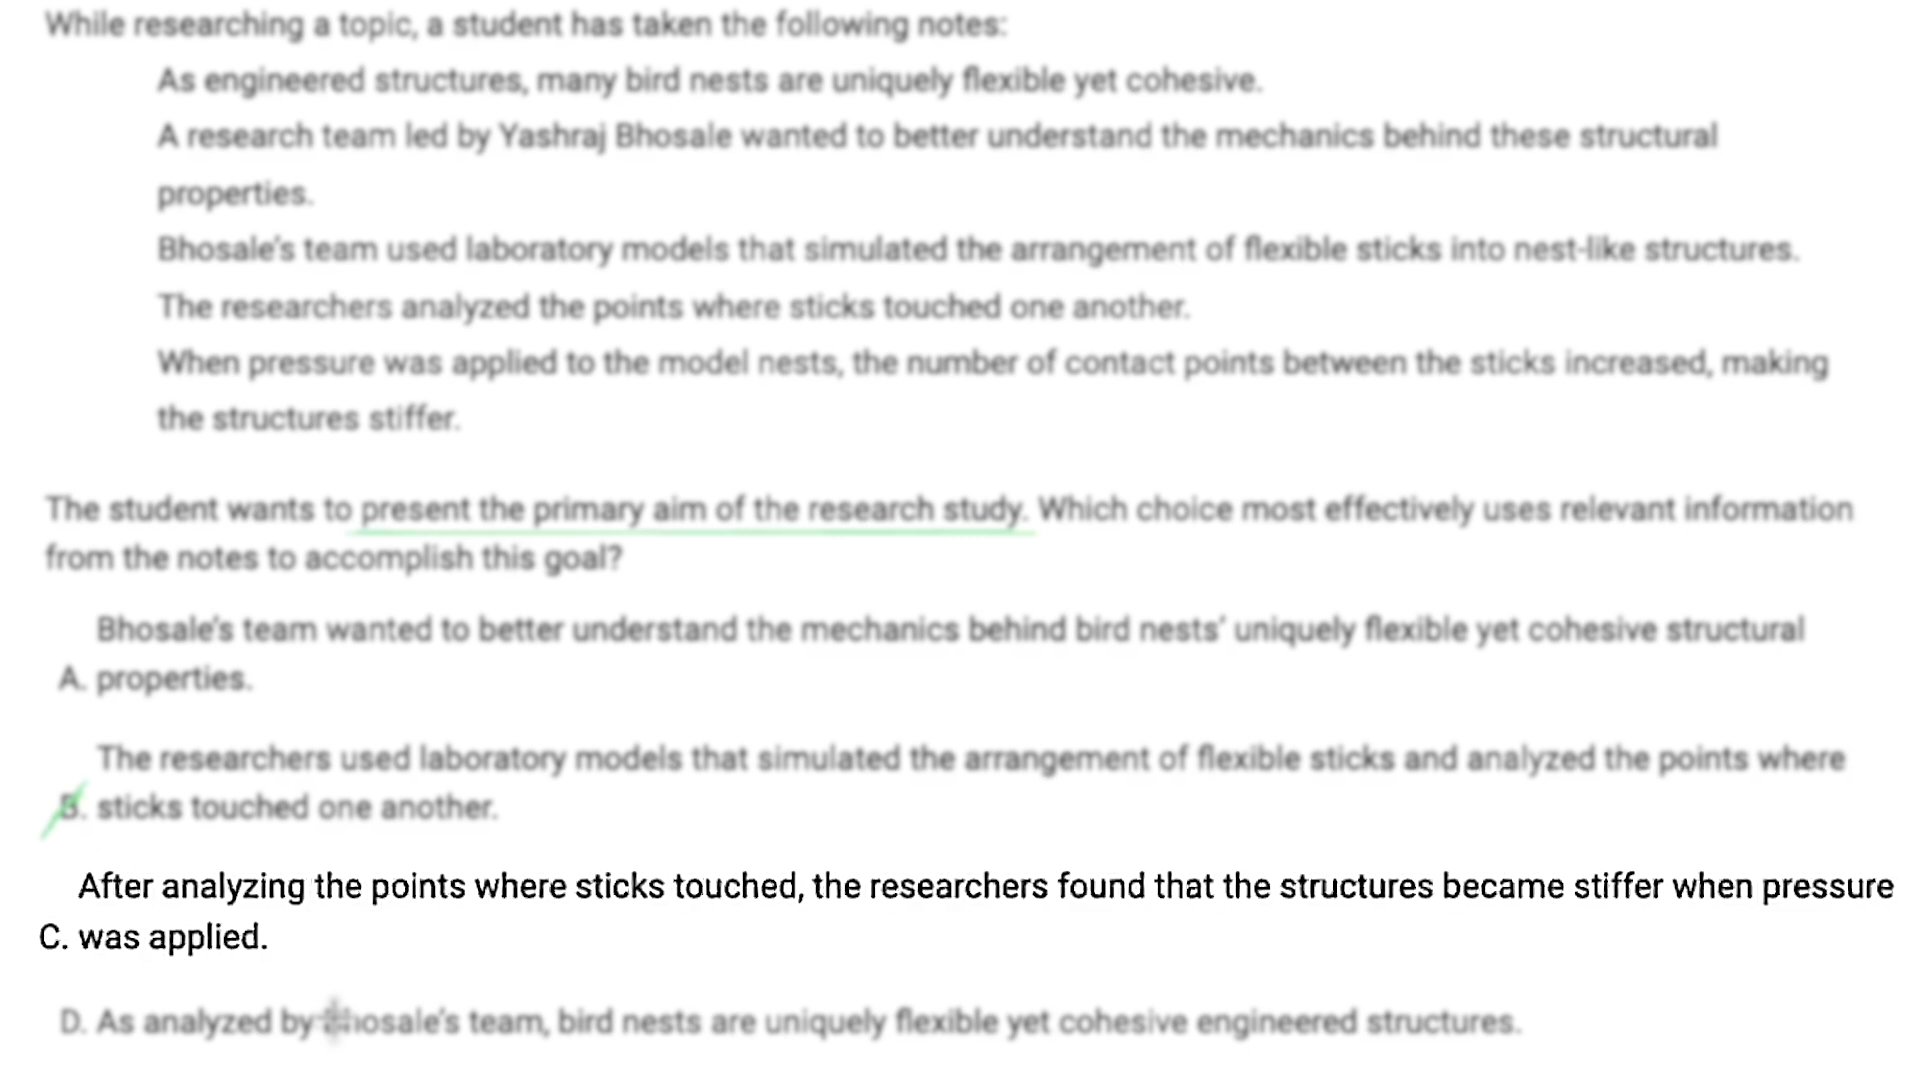 While researching a topic, a student has taken the following notes:
As engineered structures, many bird nests are uniquely flexible yet cohesive.
A research team led by Yashraj Bhosale wanted to better understand the mechanics behind these structural
properties.
Bhosale's team used laboratory models that simulated the arrangement of flexible sticks into nest-like structures.
The researchers analyzed the points where sticks touched one another.
When pressure was applied to the model nests, the number of contact points between the sticks increased, making
the structures stiffer.
The student wants to present the primary aim of the research study. Which choice most effectively uses relevant information
from the notes to accomplish this goal?
Bhosale's team wanted to better understand the mechanics behind bird nests' uniquely flexible yet cohesive structural
A. properties.
The researchers used laboratory models that simulated the arrangement of flexible sticks and analyzed the points where
B. sticks touched one another.
After analyzing the points where sticks touched, the researchers found that the structures became stiffer when pressure
C. was applied.
D. As analyzed by Bhosale's team, bird nests are uniquely flexible yet cohesive engineered structures.